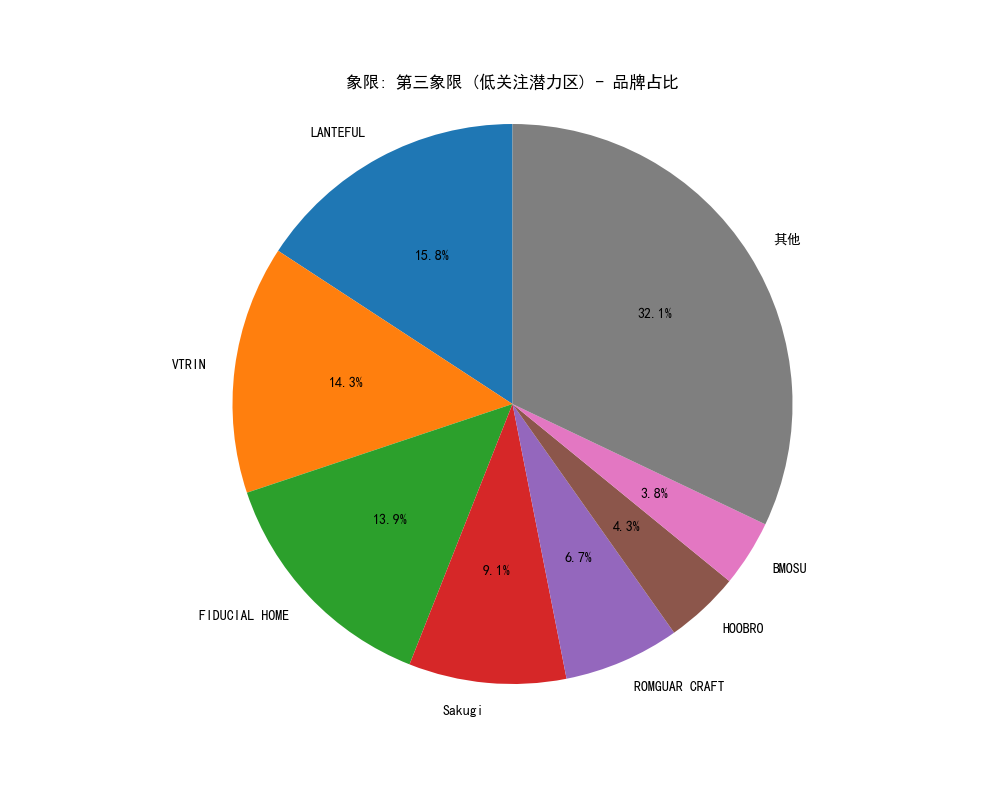 象限: 第三象限 (低关注潜力区) - 品牌占比
LANTEFUL
15.8%
VTRIN
14.3%
FIDUCIAL HOME
13.9%
Sakugi
9.1%
ROMGUAR CRAFT
6.7%
HOOBRO
4.3%
BMOSU
3.8%
其他
32.1%